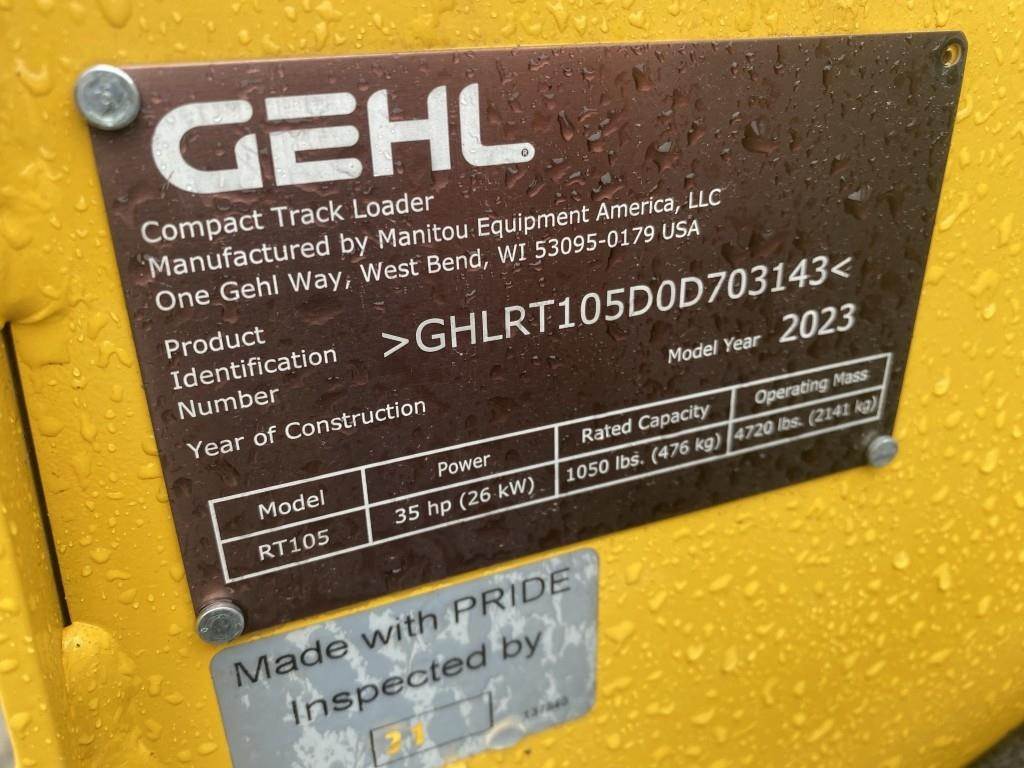 GEHL®
Compact Track Loader
Manufactured by Manitou Equipment America, LLC
One Gehl Way, West Bend, WI 53095-0179 USA
Product
Identification
Number
>GHLRT105D0D703143<
Year of Construction
Model Year 2023
Model Power Rated Capacity Operating Mass
RT105 35 hp (26 kW) 1050 lbs. (476 kg) 4720 lbs. (2141 kg)
Made with PRIDE
Inspected by
21